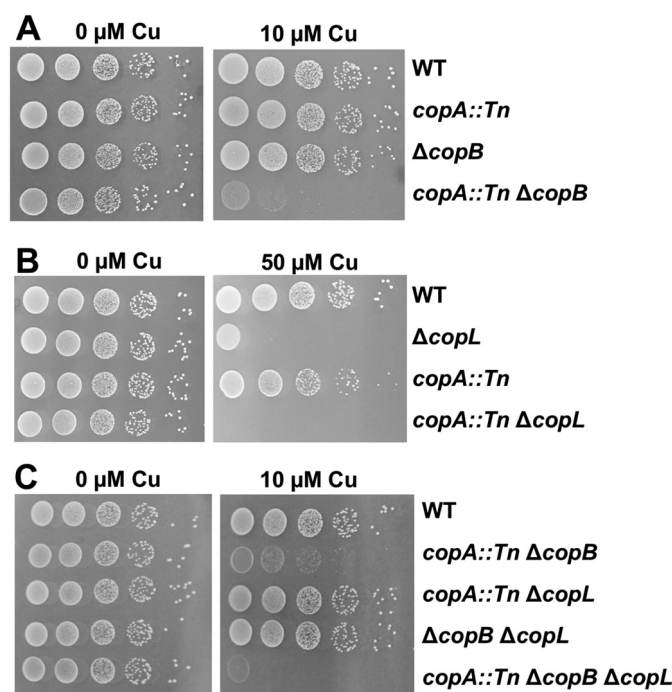 A
0 µM Cu 10 µM Cu
WT
copA::Tn
ΔcopB
copA::Tn ΔcopB
B
0 µM Cu 50 µM Cu
WT
ΔcopL
copA::Tn
copA::Tn ΔcopL
C
0 µM Cu 10 µM Cu
WT
copA::Tn ΔcopB
copA::Tn ΔcopL
ΔcopB ΔcopL
copA::Tn ΔcopB ΔcopL